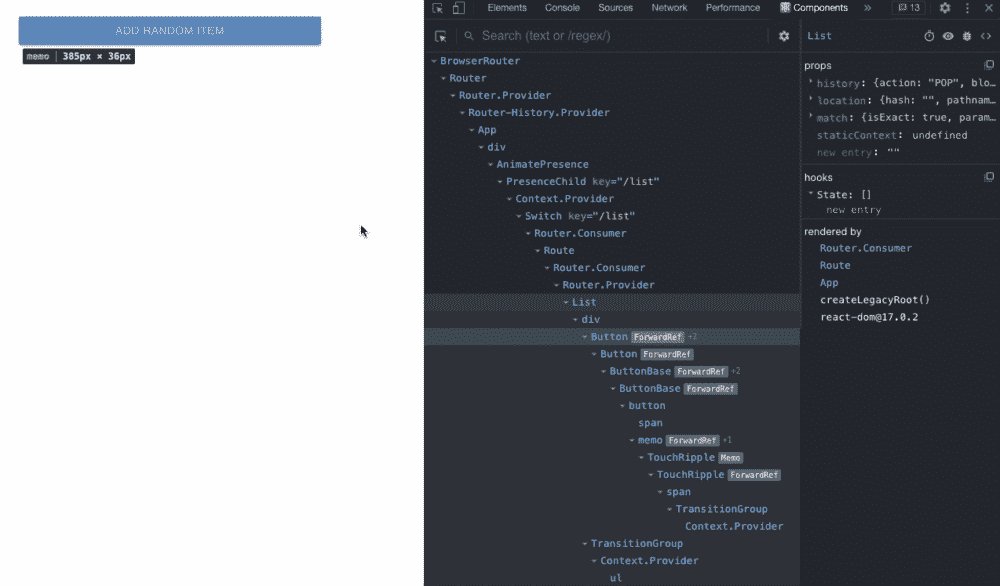 ADD RANDOM ITEM
memo | 385px × 36px
Elements Console Sources Network Performance Components » 13
Search (text or /regex/)
BrowserRouter
Router
Router.Provider
Router-History.Provider
App
div
AnimatePresence
PresenceChild key="/list"
Context.Provider
Switch key="/list"
Router.Consumer
Route
Router.Consumer
Router.Provider
List
div
Button ForwardRef +2
Button ForwardRef
ButtonBase ForwardRef +2
ButtonBase ForwardRef
button
span
memo ForwardRef +1
TouchRipple Memo
TouchRipple ForwardRef
span
TransitionGroup
Context.Provider
TransitionGroup
Context.Provider
ul
List
props
history: {action: "POP", blo…
location: {hash: "", pathnam…
match: {isExact: true, param…
staticContext: undefined
new entry: ""
hooks
State: []
new entry
rendered by
Router.Consumer
Route
App
createLegacyRoot()
react-dom@17.0.2